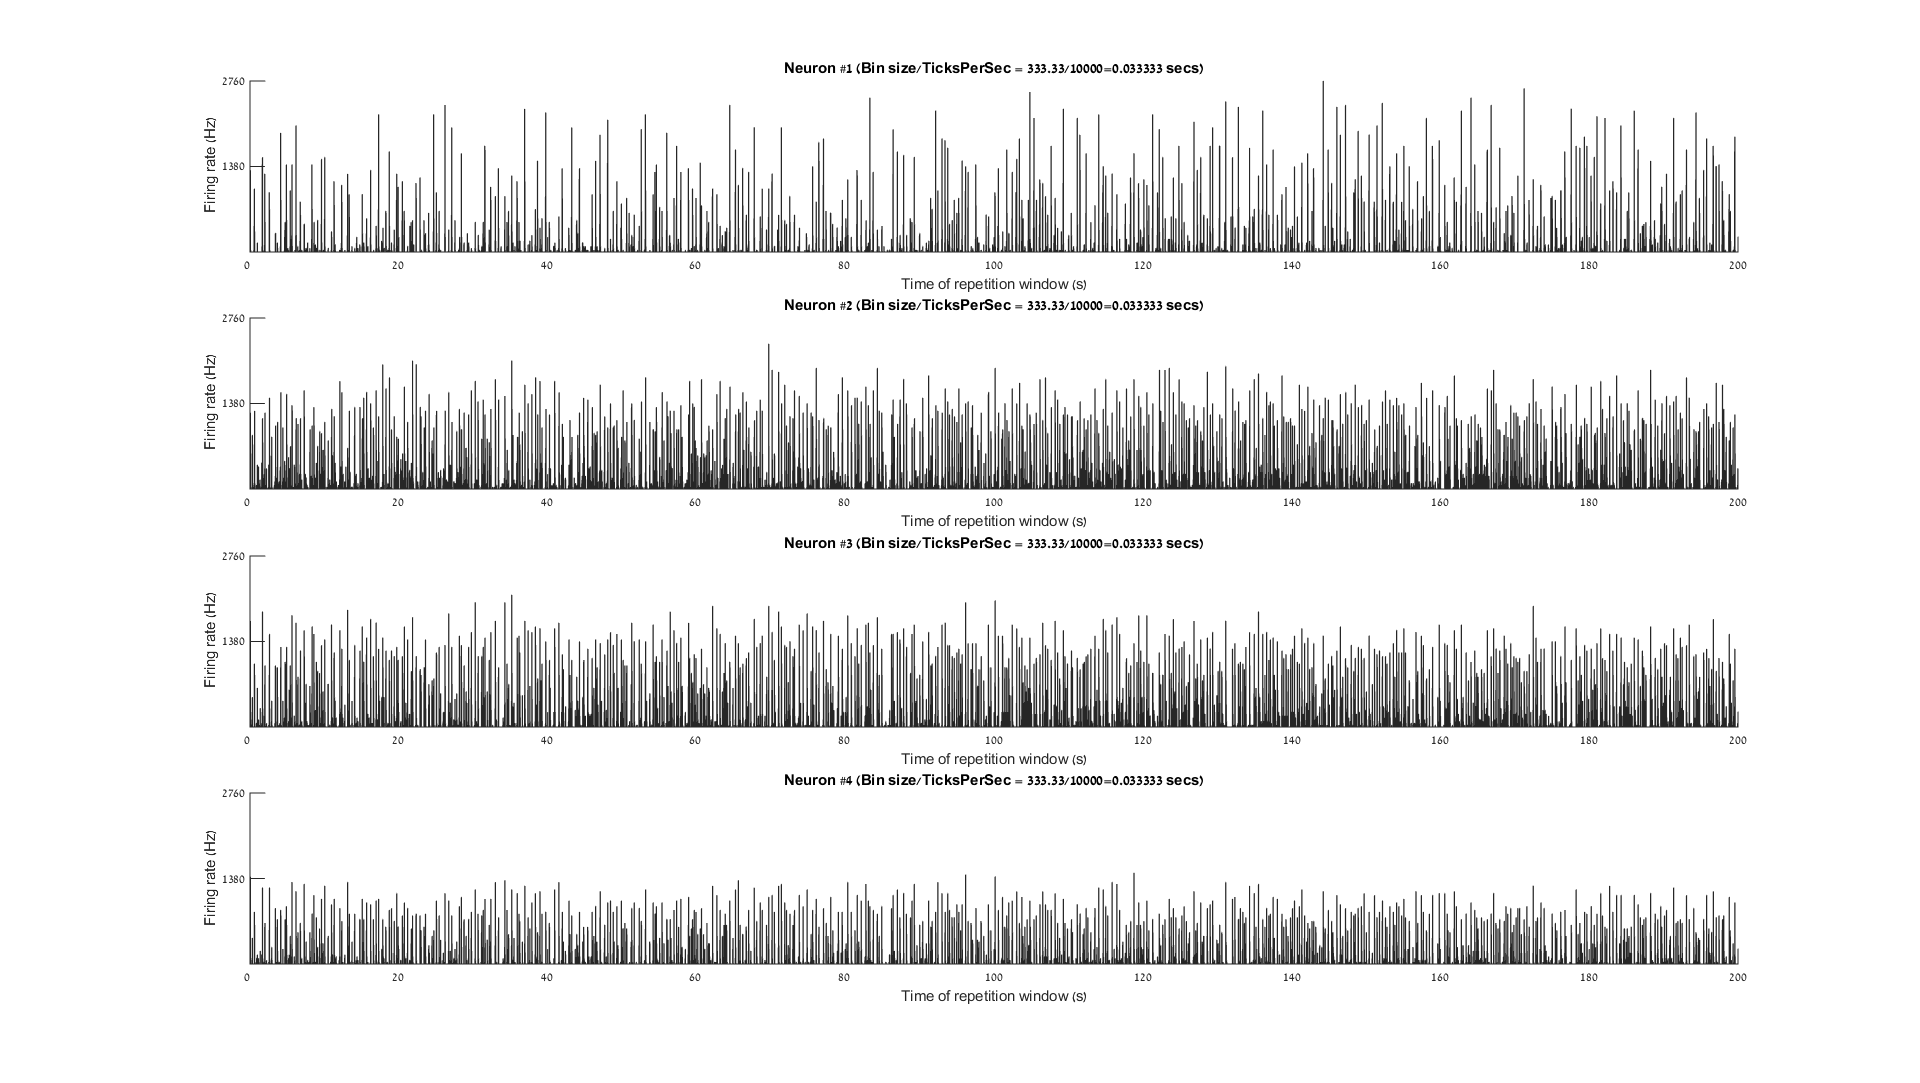 Neuron #1 (Bin size/TicksPerSec = 333.33/10000=0.033333 secs)
2760
1380
Firing rate (Hz)
0 20 40 60 80 100 120 140 160 180 200
Time of repetition window (s)
Neuron #2 (Bin size/TicksPerSec = 333.33/10000=0.033333 secs)
2760
1380
Firing rate (Hz)
0 20 40 60 80 100 120 140 160 180 200
Time of repetition window (s)
Neuron #3 (Bin size/TicksPerSec = 333.33/10000=0.033333 secs)
2760
1380
Firing rate (Hz)
0 20 40 60 80 100 120 140 160 180 200
Time of repetition window (s)
Neuron #4 (Bin size/TicksPerSec = 333.33/10000=0.033333 secs)
2760
1380
Firing rate (Hz)
0 20 40 60 80 100 120 140 160 180 200
Time of repetition window (s)